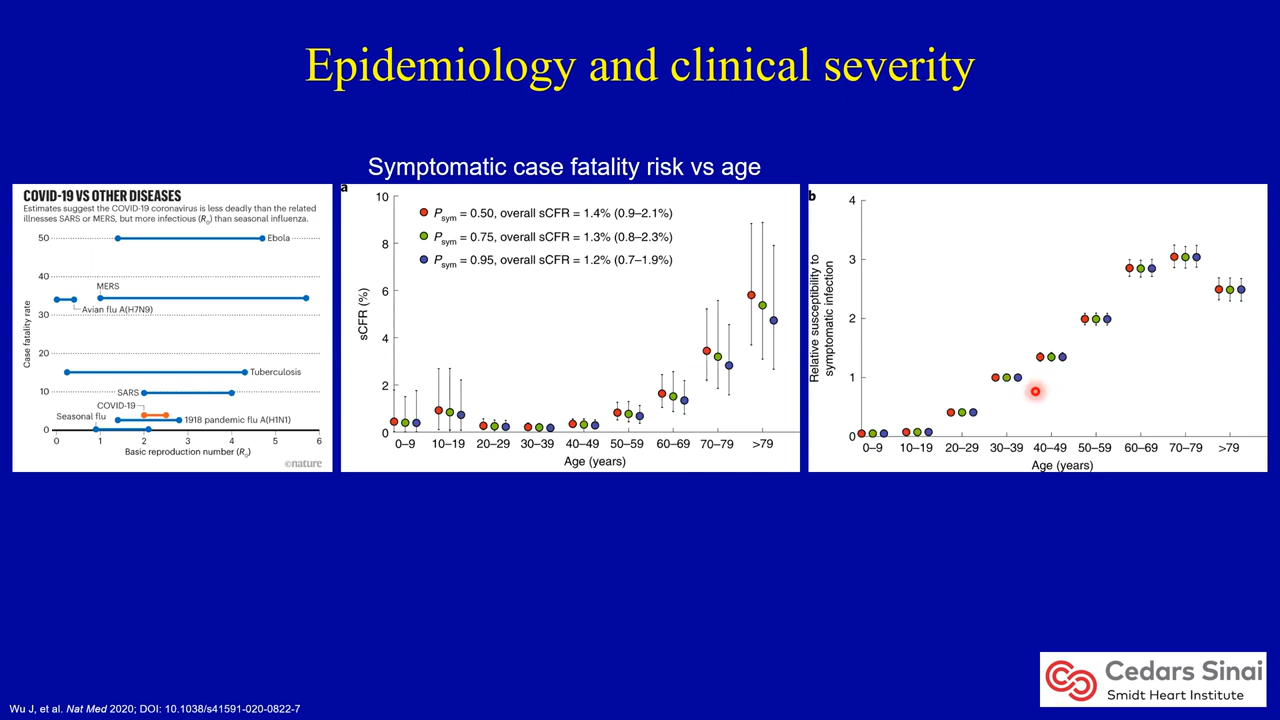 Epidemiology and clinical severity
Symptomatic case fatality risk vs age
COVID-19 VS OTHER DISEASES
Estimates suggest the COVID-19 coronavirus is less deadly than the related
illnesses SARS or MERS, but more infectious (R₀) than seasonal influenza.
50
Ebola
40
MERS
Avian flu A(H7N9)
30
Case fatality rate
20
Tuberculosis
10
SARS
COVID-19
Seasonal flu
1918 pandemic flu A(H1N1)
0
0 1 2 3 4 5 6
Basic reproduction number (R₀)
©nature
a
10
8
6
4
2
0
sCFR (%)
Psym = 0.50, overall sCFR = 1.4% (0.9–2.1%)
Psym = 0.75, overall sCFR = 1.3% (0.8–2.3%)
Psym = 0.95, overall sCFR = 1.2% (0.7–1.9%)
0–9 10–19 20–29 30–39 40–49 50–59 60–69 70–79 >79
Age (years)
b
4
3
2
1
0
Relative susceptibility to
symptomatic infection
0–9 10–19 20–29 30–39 40–49 50–59 60–69 70–79 >79
Age (years)
Cedars Sinai
Smidt Heart Institute
Wu J, et al. Nat Med 2020; DOI: 10.1038/s41591-020-0822-7